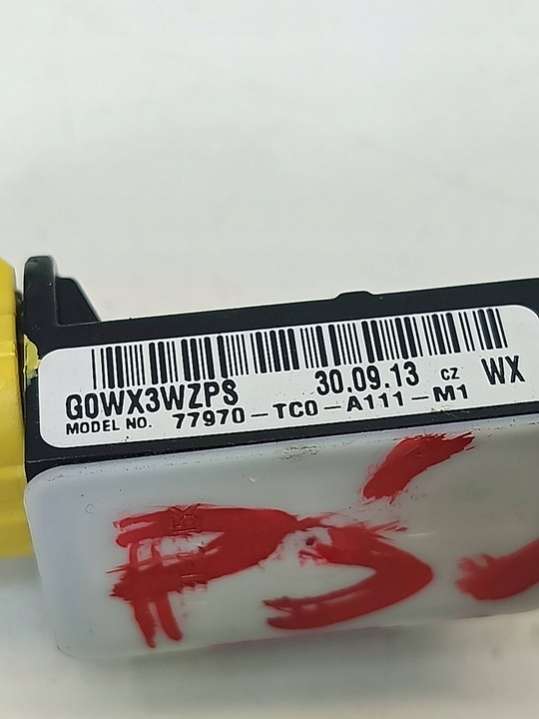 G0WX3WZPS 30.09.13 CZ WX
MODEL NO. 77970-TC0-A111-M1